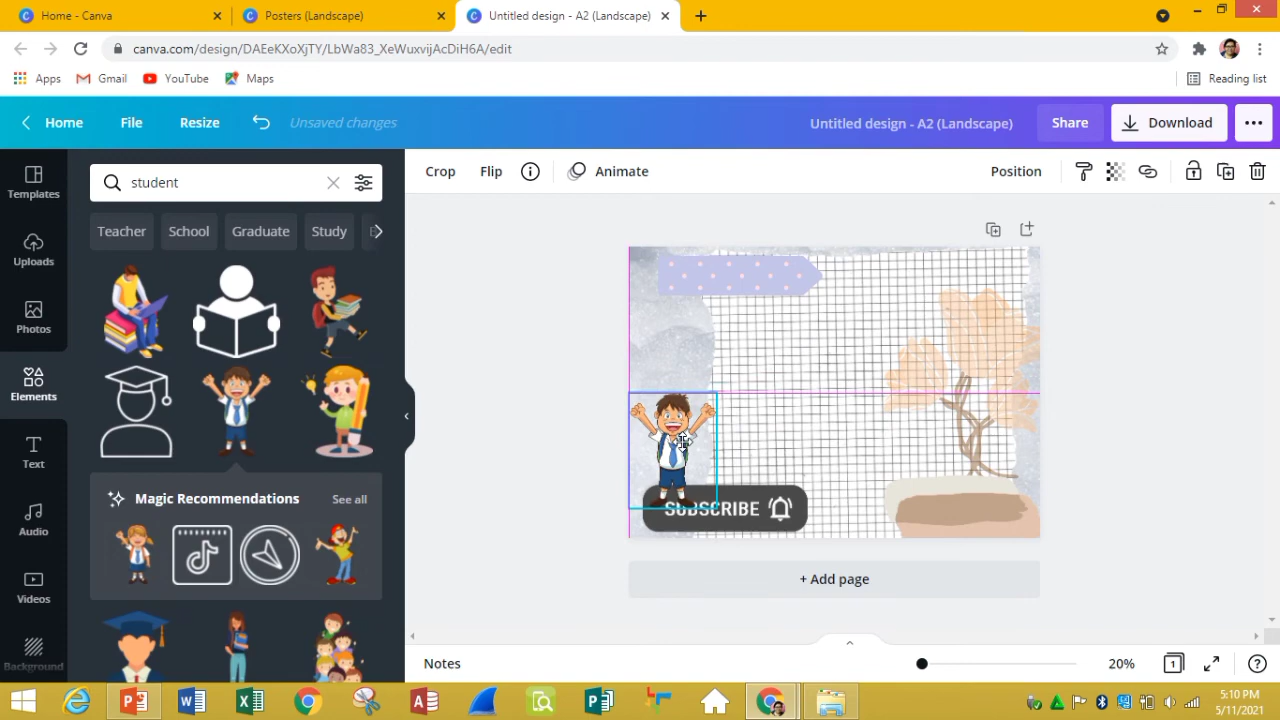 Home - Canva
Posters (Landscape)
Untitled design - A2 (Landscape)
canva.com/design/DAEeKXoXjTY/LbWa83_XeWuxvijAcDiH6A/edit
Apps
Gmail
YouTube
Maps
Reading list
Home
File
Resize
Unsaved changes
Untitled design - A2 (Landscape)
Share
Download
Templates
Uploads
Photos
Elements
Text
Audio
Videos
Background
student
Teacher
School
Graduate
Study
Magic Recommendations
See all
Crop
Flip
Animate
Position
SUBSCRIBE
+ Add page
Notes
20%
1
5:10 PM
5/11/2021